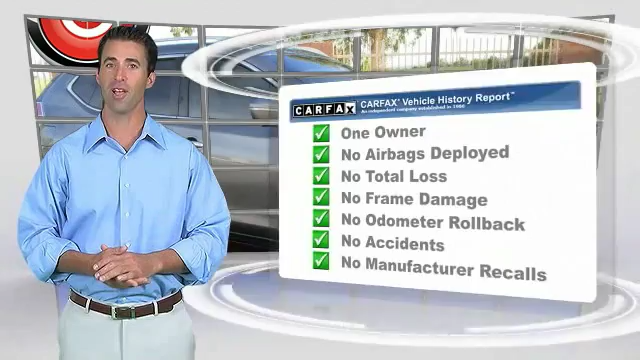 CARFAX CARFAX® Vehicle History Report™
An independent company established in 1986
One Owner
No Airbags Deployed
No Total Loss
No Frame Damage
No Odometer Rollback
No Accidents
No Manufacturer Recalls